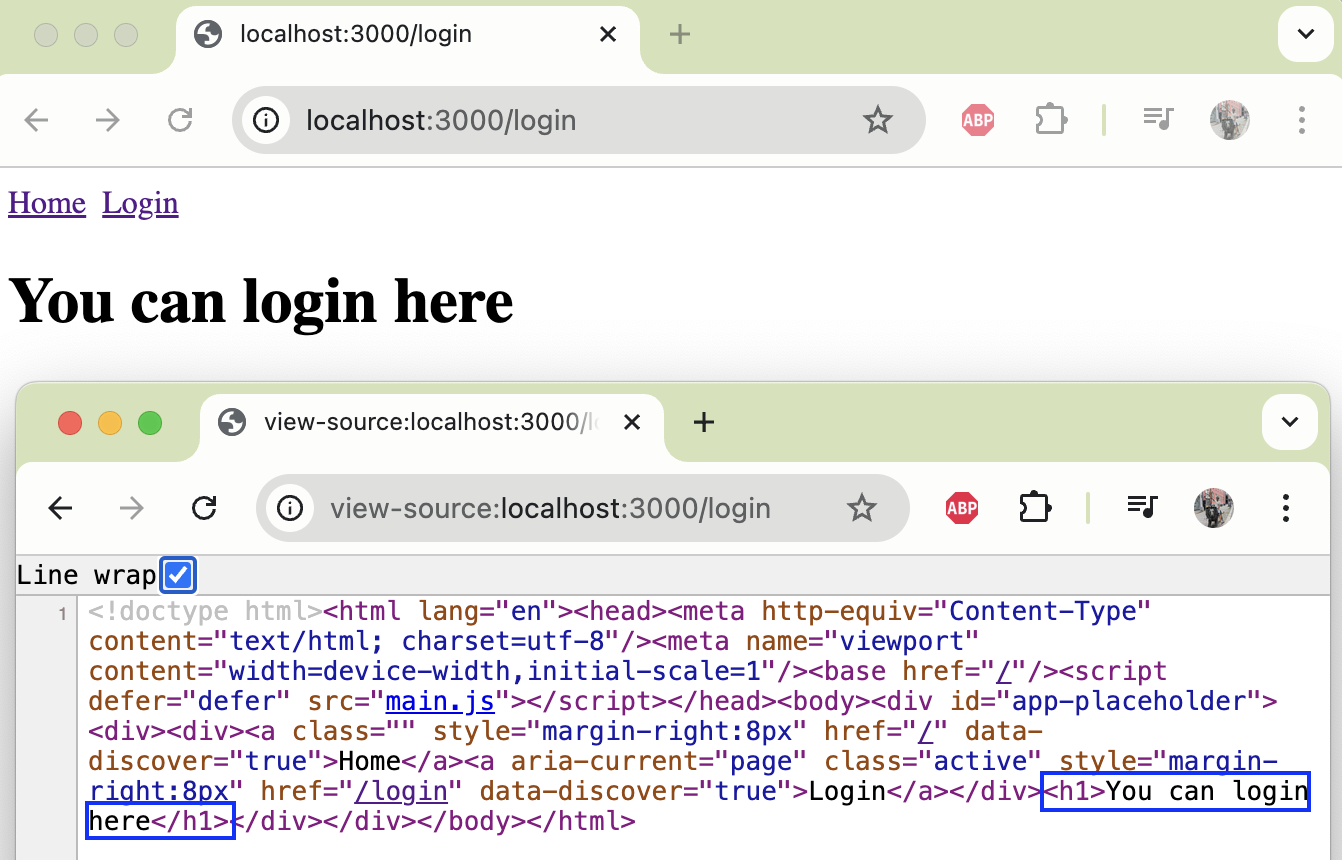 localhost:3000/login
localhost:3000/login
ABP
Home Login
You can login here
view-source:localhost:3000/l
view-source:localhost:3000/login
ABP
Line wrap
1
<!doctype html><html lang="en"><head><meta http-equiv="Content-Type"
content="text/html; charset=utf-8"/><meta name="viewport"
content="width=device-width,initial-scale=1"/><base href="/"/><script
defer="defer" src="main.js"></script></head><body><div id="app-placeholder">
<div><div><a class="" style="margin-right:8px" href="/" data-
discover="true">Home</a><a aria-current="page" class="active" style="margin-
right:8px" href="/login" data-discover="true">Login</a></div><h1>You can login
here</h1></div></div></body></html>